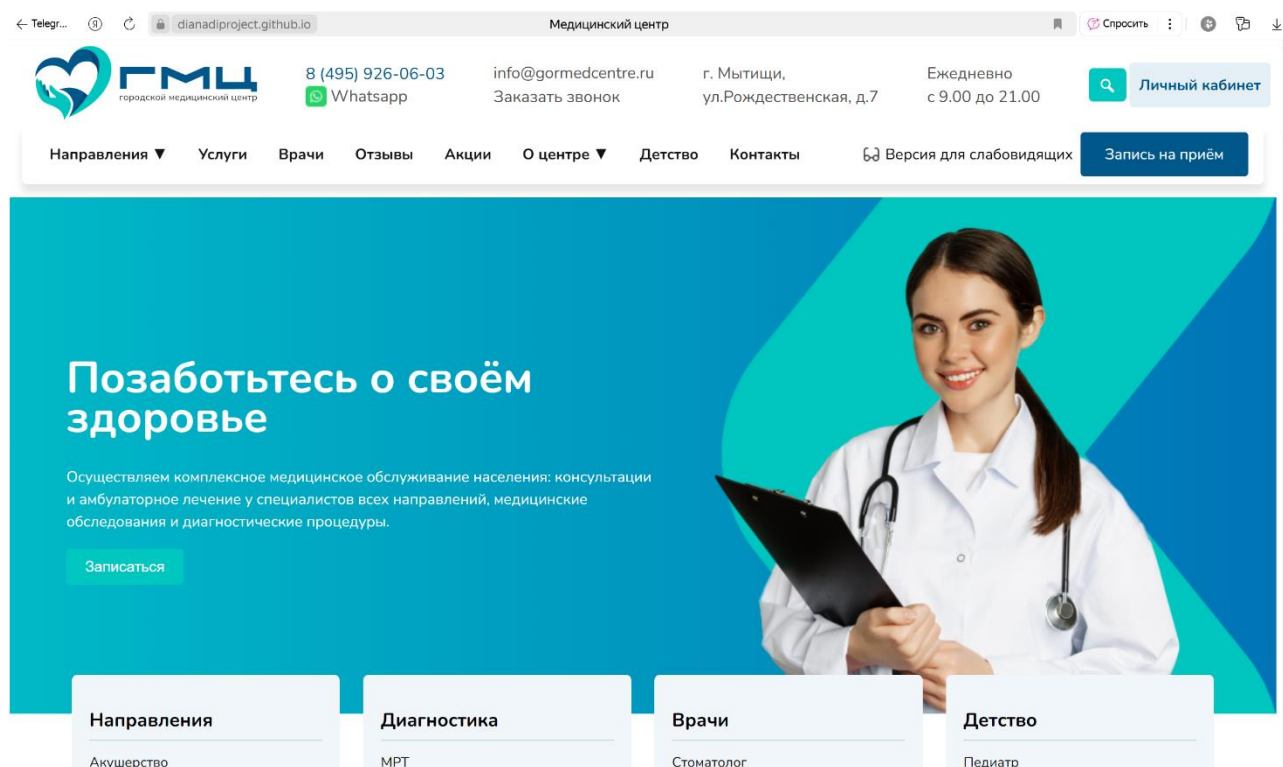 ← Telegr...
Я
dianadiproject.github.io
Медицинский центр
Спросить
ГМЦ
городской медицинский центр
8 (495) 926-06-03
Whatsapp
info@gormedcentre.ru
Заказать звонок
г. Мытищи,
ул.Рождественская, д.7
Ежедневно
с 9.00 до 21.00
Личный кабинет
Направления ▼ Услуги Врачи Отзывы Акции О центре ▼ Детство Контакты Версия для слабовидящих Запись на приём
Позаботьтесь о своём
здоровье
Осуществляем комплексное медицинское обслуживание населения: консультации
и амбулаторное лечение у специалистов всех направлений, медицинские
обследования и диагностические процедуры.
Записаться
Направления
Акушерство
Диагностика
МРТ
Врачи
Стоматолог
Детство
Педиатр